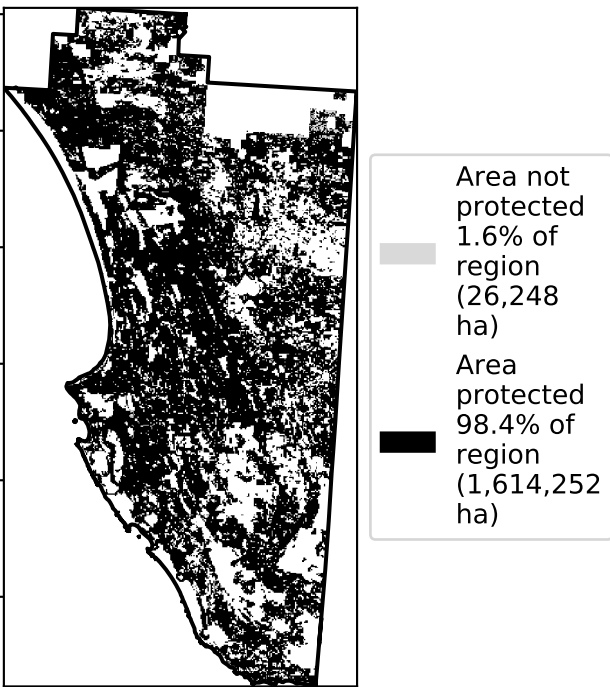 Area not
protected
1.6% of
region
(26,248
ha)
Area
protected
98.4% of
region
(1,614,252
ha)